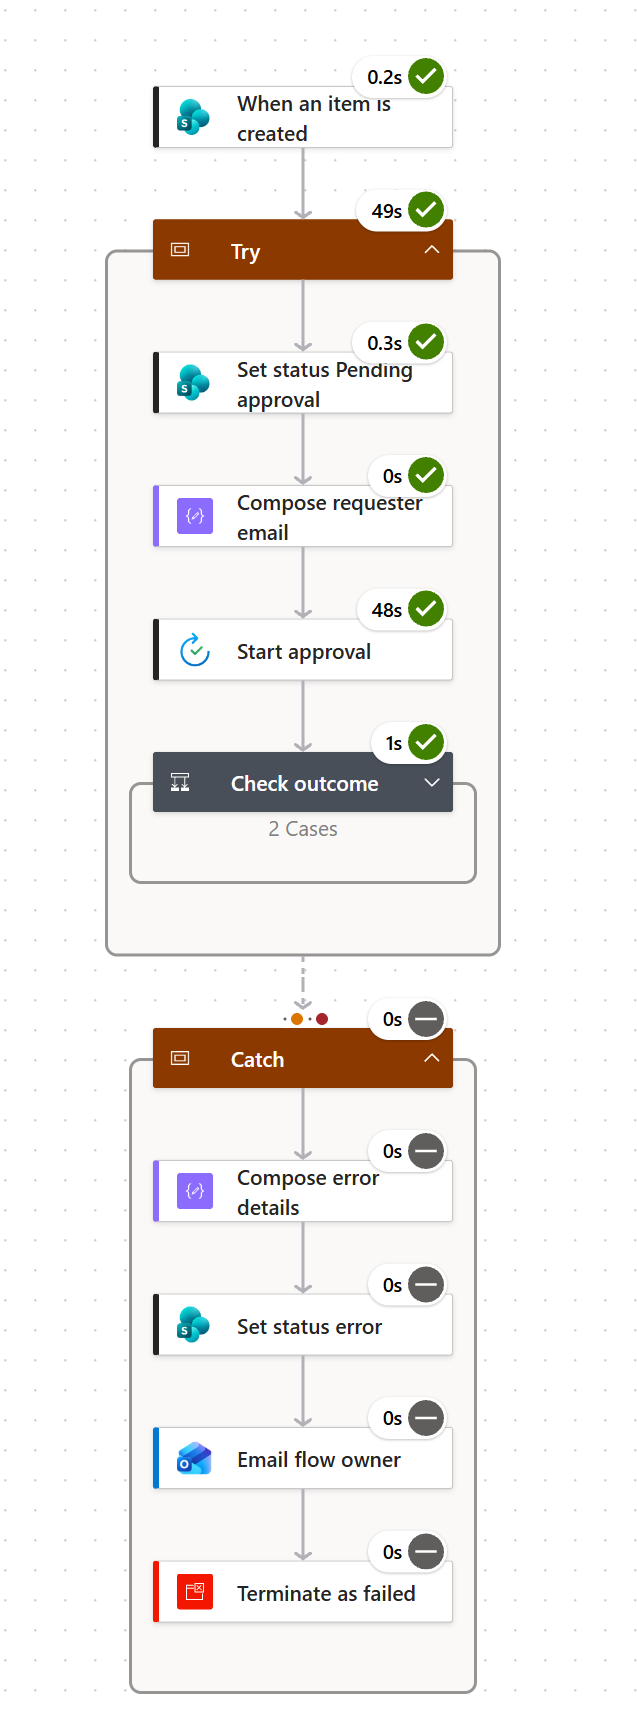 0.2s
When an item is
created
49s
Try
0.3s
Set status Pending
approval
0s
Compose requester
email
48s
Start approval
1s
Check outcome
2 Cases
0s
Catch
0s
Compose error
details
0s
Set status error
0s
Email flow owner
0s
Terminate as failed